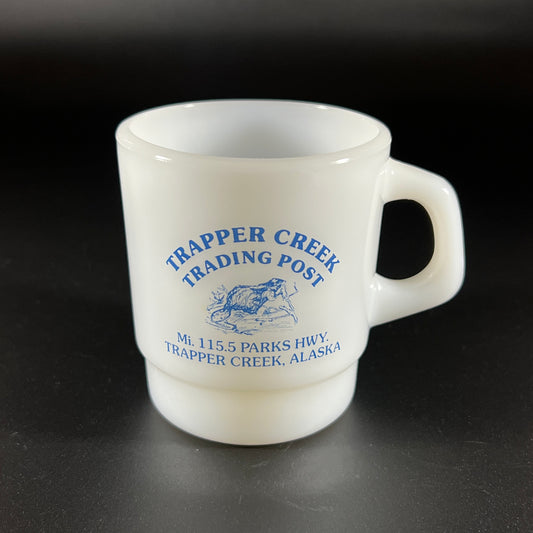 TRAPPER CREEK
TRADING POST
Mi. 115.5 PARKS HWY.
TRAPPER CREEK, ALASKA